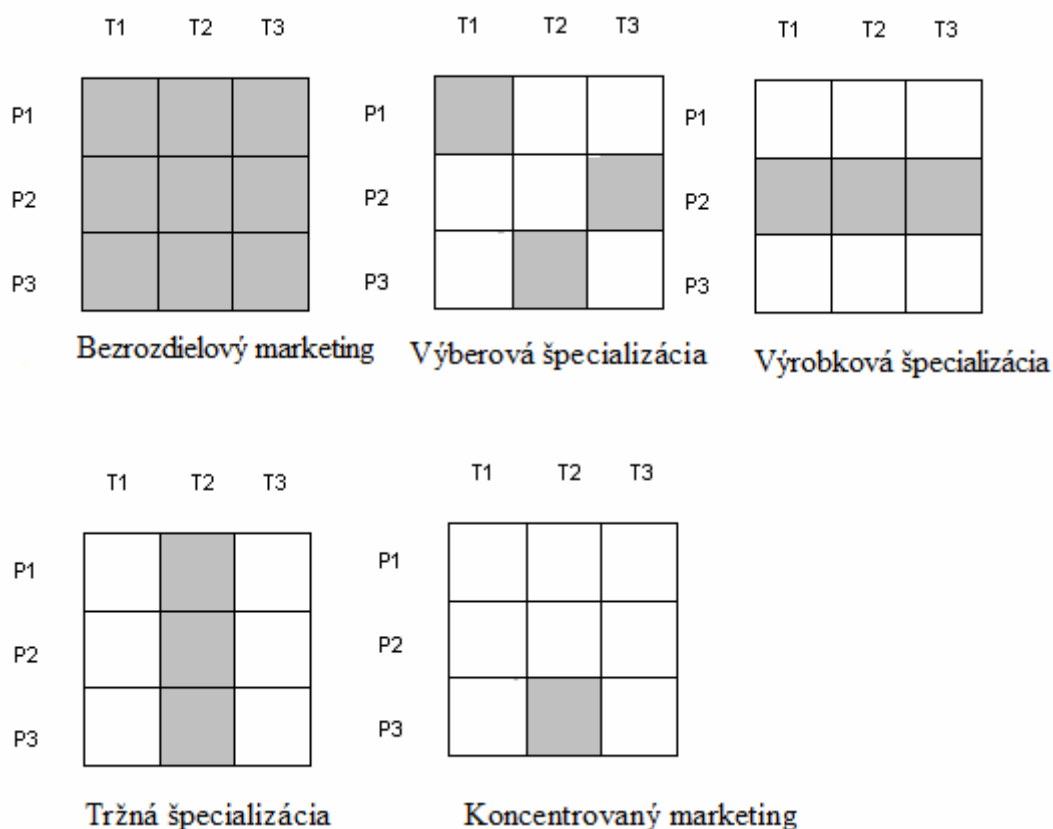 T1 T2 T3 T1 T2 T3 T1 T2 T3
P1 P1 P1
P2 P2 P2
P3 P3 P3
Bezrozdielový marketing Výberová špecializácia Výrobková špecializácia
T1 T2 T3 T1 T2 T3
P1 P1
P2 P2
P3 P3
Tržná špecializácia Koncentrovaný marketing